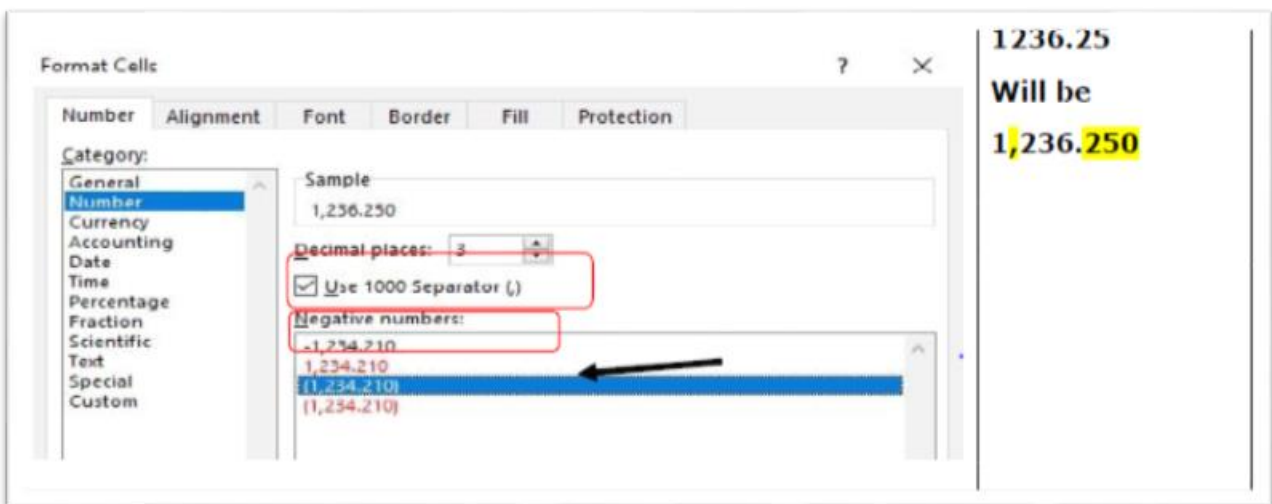 Format Cells ? ×
Number Alignment Font Border Fill Protection
Category:
General
Number
Currency
Accounting
Date
Time
Percentage
Fraction
Scientific
Text
Special
Custom
Sample
1,236.250
Decimal places: 3
Use 1000 Separator (,)
Negative numbers:
-1,234.210
1,234.210
(1,234.210)
(1,234.210)
1236.25
Will be
1,236.250